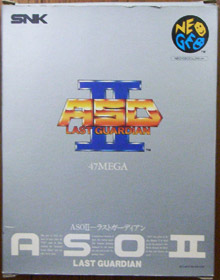 SNK
NEO
GEO
II
ASO
LAST GUARDIAN
TM
47MEGA
ASOII—ラストガーディアン
ASO II
LAST GUARDIAN